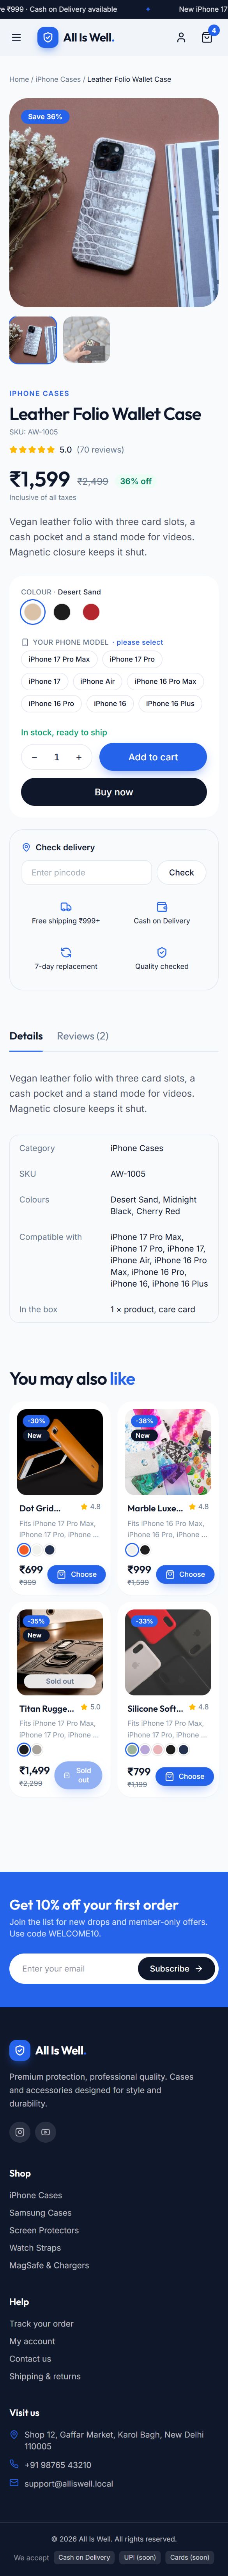 e ₹999 · Cash on Delivery available ✦ New iPhone 17
All Is Well.
4
Home / iPhone Cases / Leather Folio Wallet Case
Save 36%
IPHONE CASES
Leather Folio Wallet Case
SKU: AW-1005
5.0 (70 reviews)
₹1,599 ₹2,499 36% off
Inclusive of all taxes
Vegan leather folio with three card slots, a
cash pocket and a stand mode.
Magnetic closure keeps it shut.
COLOUR · Desert Sand
YOUR PHONE MODEL · please select
iPhone 17 Pro Max
iPhone 17 Pro
iPhone 17
iPhone Air
iPhone 16 Pro Max
iPhone 16 Pro
iPhone 16
iPhone 16 Plus
In stock, ready to ship
− 1 +
Add to cart
Buy now
Check delivery
Enter pincode
Check
Free shipping ₹999+
Cash on Delivery
7-day replacement
Quality checked
Details
Reviews (2)
Vegan leather folio with three card slots, a
cash pocket and a stand mode.
Magnetic closure keeps it shut.
Category iPhone Cases
SKU AW-1005
Colours Desert Sand, Midnight
Black, Cherry Red
Compatible with iPhone 17 Pro Max,
iPhone 17 Pro, iPhone 17,
iPhone Air, iPhone 16 Pro
Max, iPhone 16 Pro,
iPhone 16, iPhone 16 Plus
In the box 1 × product, care card
You may also like
-30%
New
Dot Grid... 4.8
Fits iPhone 17 Pro Max,
iPhone 17 Pro, iPhone ...
₹699
₹999
Choose
-38%
New
Marble Luxe... 4.8
Fits iPhone 16 Pro Max,
iPhone 16 Pro, iPhone ...
₹999
₹1,599
Choose
-35%
New
Sold out
Titan Rugge... 5.0
Fits iPhone 17 Pro Max,
iPhone 17 Pro, iPhone ...
₹1,499
₹2,299
Sold
out
-33%
Silicone Soft... 4.8
Fits iPhone 17 Pro Max,
iPhone 17 Pro, iPhone ...
₹799
₹1,199
Choose
Get 10% off your first order
Join the list for new drops and member-only offers.
Use code WELCOME10.
Enter your email
Subscribe →
All Is Well.
Premium protection, professional quality. Cases
and accessories designed for style and
durability.
Shop
iPhone Cases
Samsung Cases
Screen Protectors
Watch Straps
MagSafe & Chargers
Help
Track your order
My account
Contact us
Shipping & returns
Visit us
Shop 12, Gaffar Market, Karol Bagh, New Delhi
110005
+91 98765 43210
support@alliswell.local
© 2026 All Is Well. All rights reserved.
We accept Cash on Delivery UPI (soon) Cards (soon)